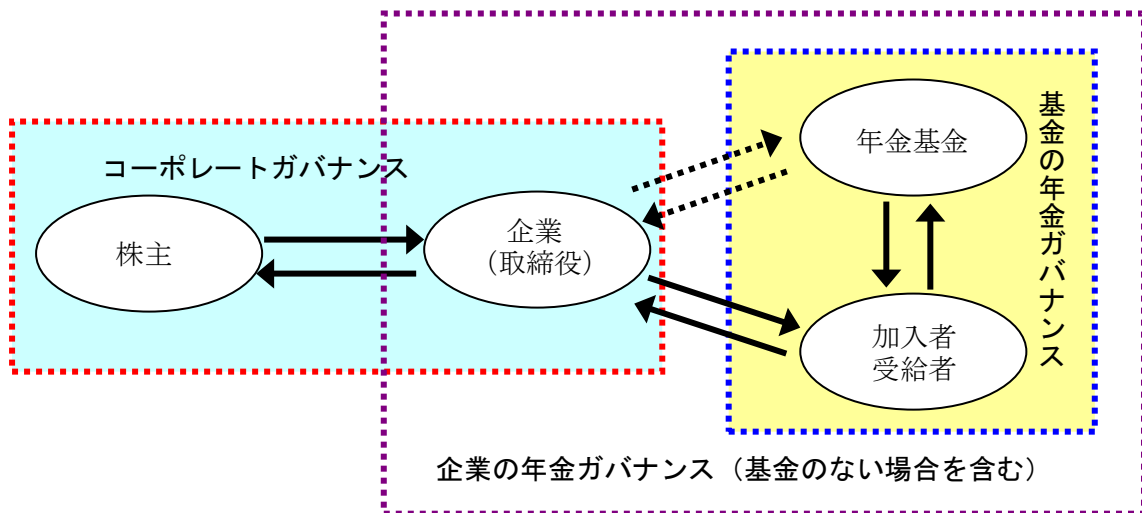 コーポレートガバナンス
株主
企業
（取締役）
年金基金
加入者
受給者
基金の年金ガバナンス
企業の年金ガバナンス（基金のない場合を含む）